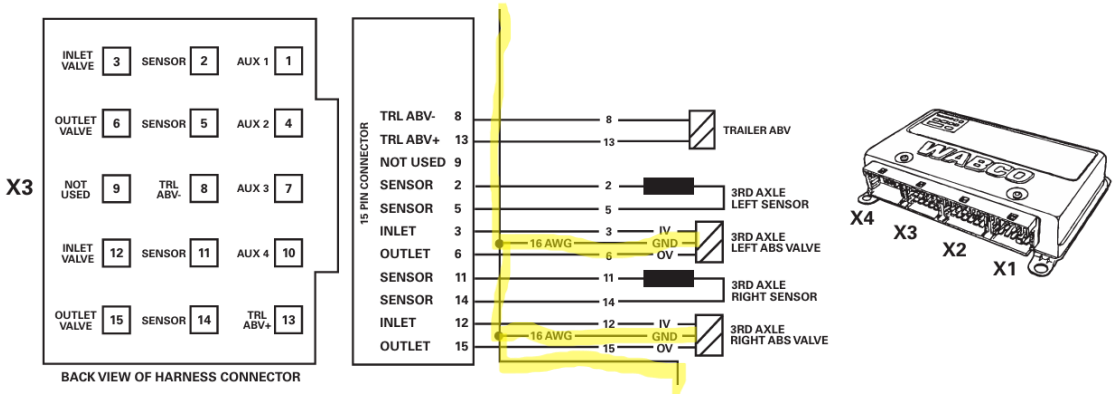 INLET VALVE 3 SENSOR 2 AUX 1 1
OUTLET VALVE 6 SENSOR 5 AUX 2 4
X3
NOT USED 9 TRL ABV- 8 AUX 3 7
INLET VALVE 12 SENSOR 11 AUX 4 10
OUTLET VALVE 15 SENSOR 14 TRL ABV+ 13
BACK VIEW OF HARNESS CONNECTOR
15 PIN CONNECTOR
TRL ABV- 8 8
TRL ABV+ 13 13
TRAILER ABV
NOT USED 9
SENSOR 2 2
SENSOR 5 5
3RD AXLE
LEFT SENSOR
INLET 3 3 IV
16 AWG GND
OUTLET 6 6 OV
3RD AXLE
LEFT ABS VALVE
SENSOR 11 11
SENSOR 14 14
3RD AXLE
RIGHT SENSOR
INLET 12 12 IV
16 AWG GND
OUTLET 15 15 OV
3RD AXLE
RIGHT ABS VALVE
WABCO
X4
X3
X2
X1